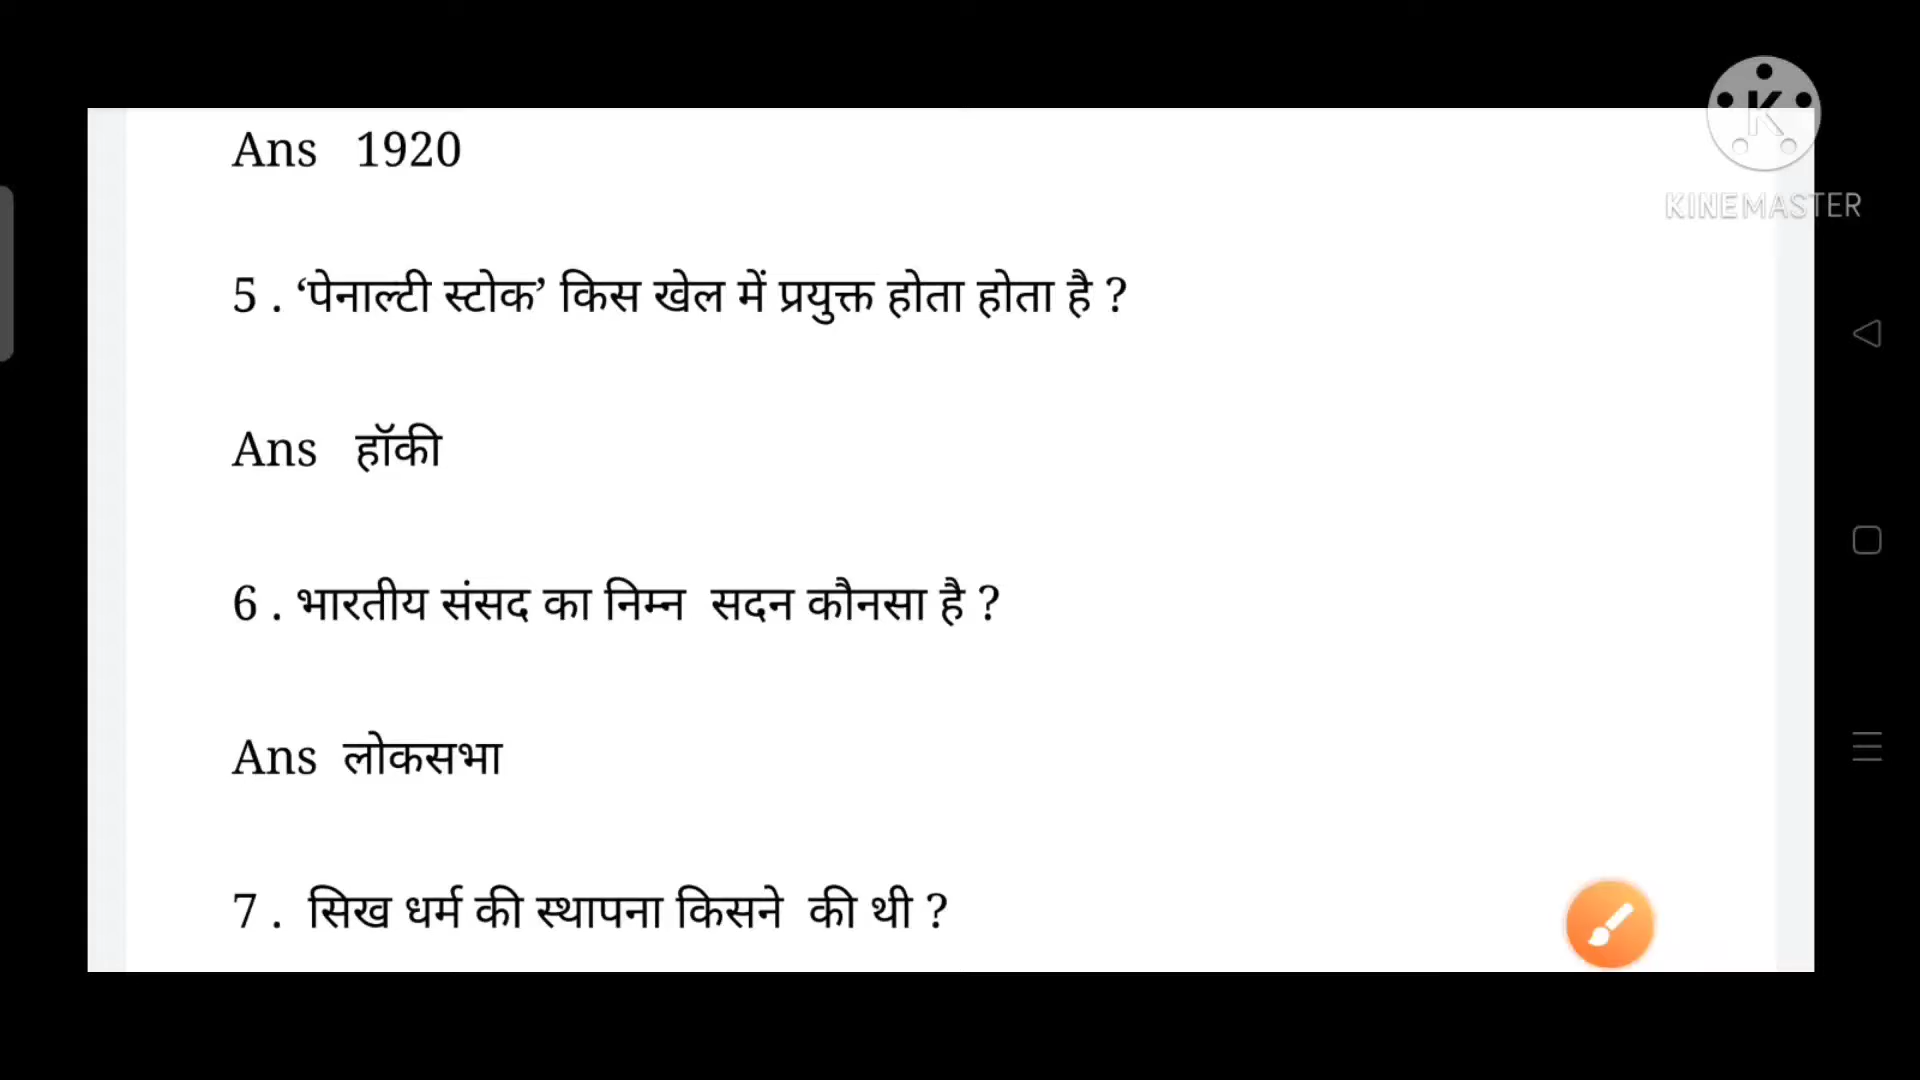 Ans 1920
KINEMASTER
5 . ‘पेनाल्टी स्टोक’ किस खेल में प्रयुक्त होता होता है ?
Ans हॉकी
6 . भारतीय संसद का निम्न सदन कौनसा है ?
Ans लोकसभा
7 . सिख धर्म की स्थापना किसने की थी ?